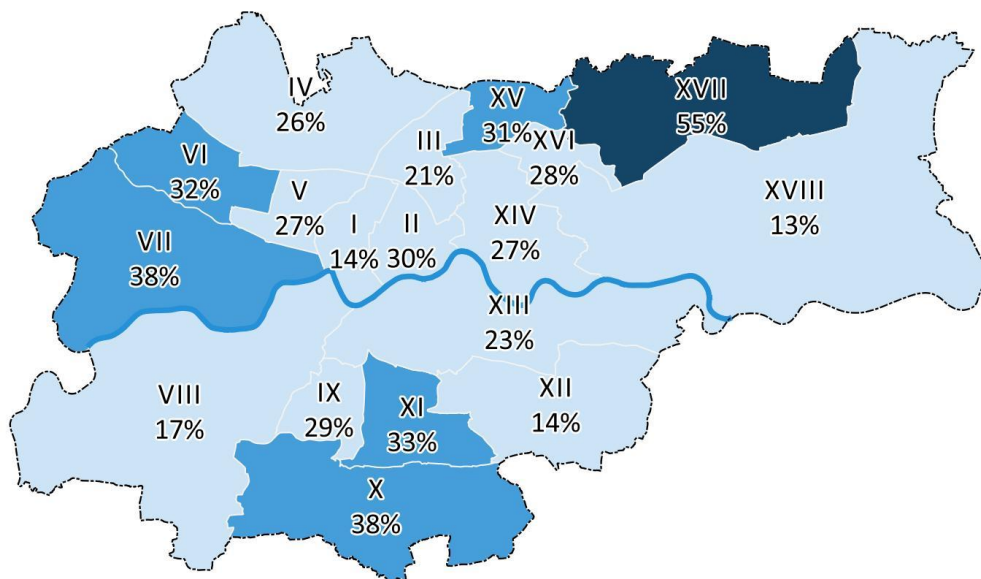 IV
26%
XV
31%
XVII
55%
III
21%
XVI
28%
VI
32%
V
27%
XVIII
13%
I
14%
II
30%
XIV
27%
VII
38%
XIII
23%
VIII
17%
IX
29%
XI
33%
XII
14%
X
38%